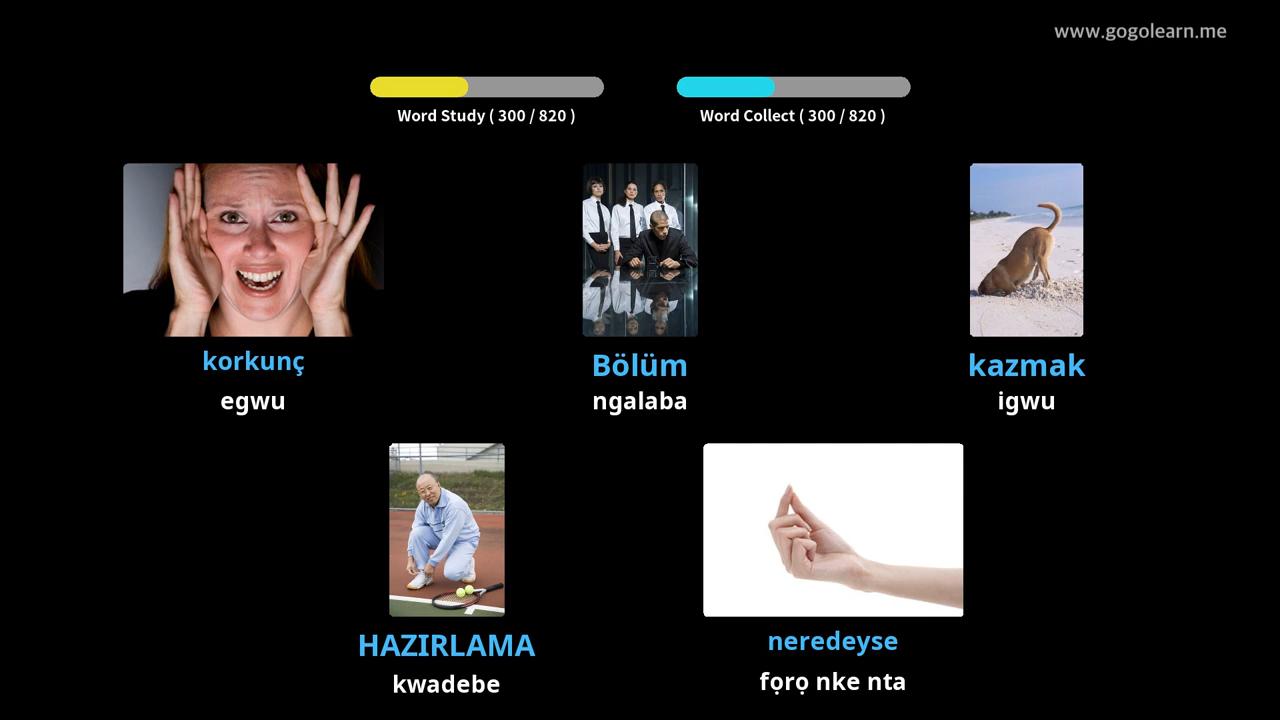 www.gogolearn.me
Word Study ( 300 / 820 )
Word Collect ( 300 / 820 )
korkunç
egwu
Bölüm
ngalaba
kazmak
igwu
HAZIRLAMA
kwadebe
neredeyse
fọrọ nke nta